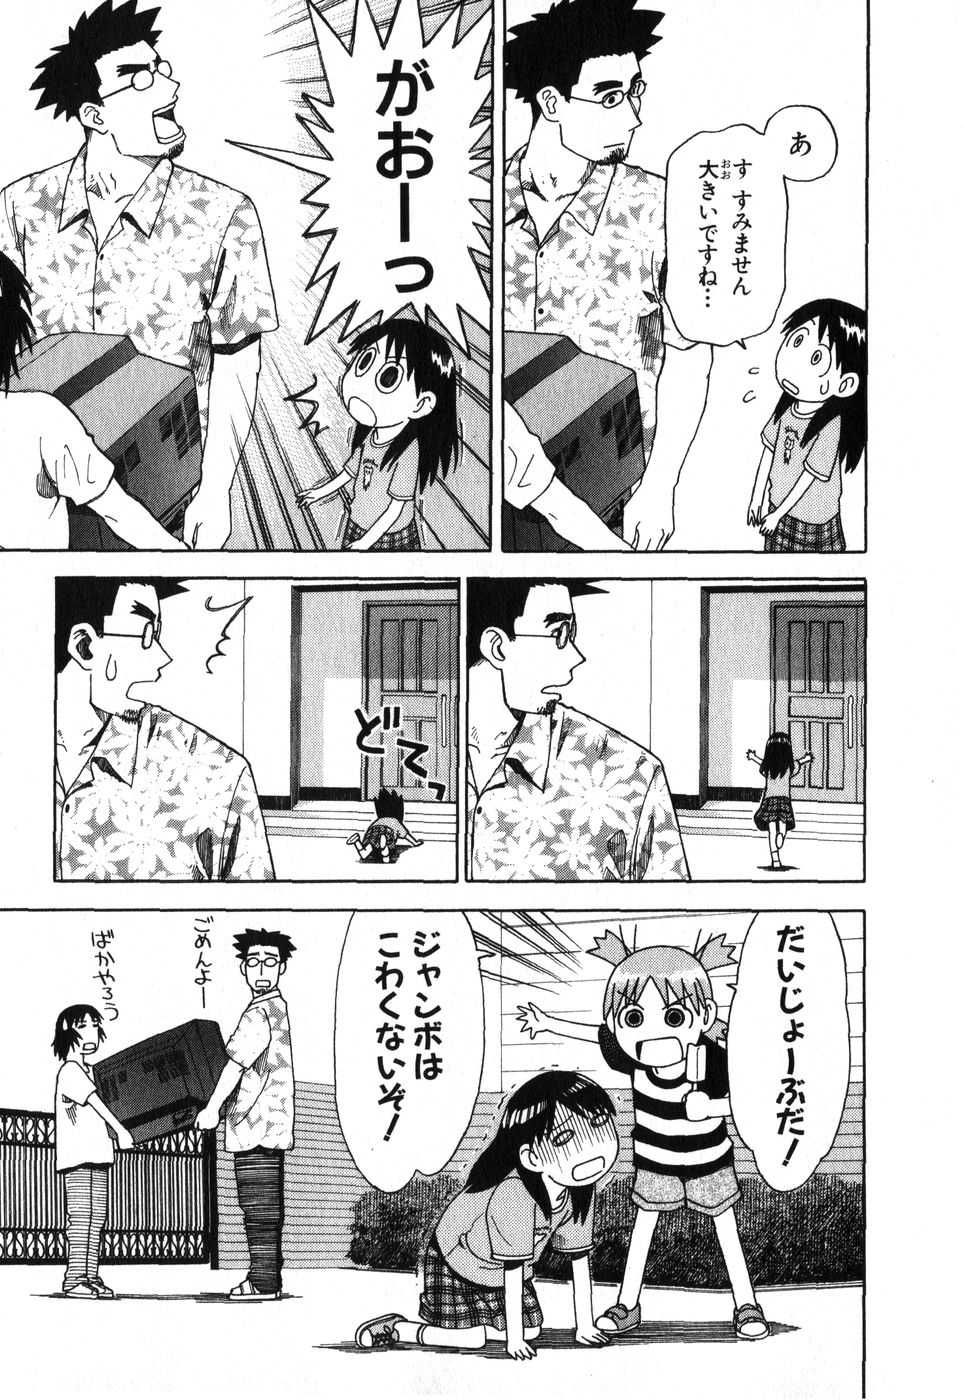 あ
す すみません
大きいですね…
おお
がおーっ
どてっ
だいじょーぶだ!
ジャンボは
こわくないぞ!
ごめんよー
ばかやろう